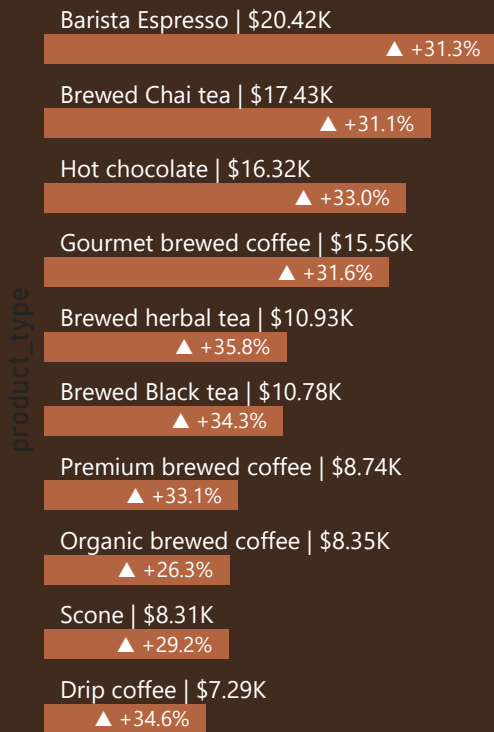 Barista Espresso | $20.42K
▲ +31.3%
Brewed Chai tea | $17.43K
▲ +31.1%
Hot chocolate | $16.32K
▲ +33.0%
Gourmet brewed coffee | $15.56K
▲ +31.6%
Brewed herbal tea | $10.93K
▲ +35.8%
Brewed Black tea | $10.78K
▲ +34.3%
Premium brewed coffee | $8.74K
▲ +33.1%
Organic brewed coffee | $8.35K
▲ +26.3%
Scone | $8.31K
▲ +29.2%
Drip coffee | $7.29K
▲ +34.6%
product_type